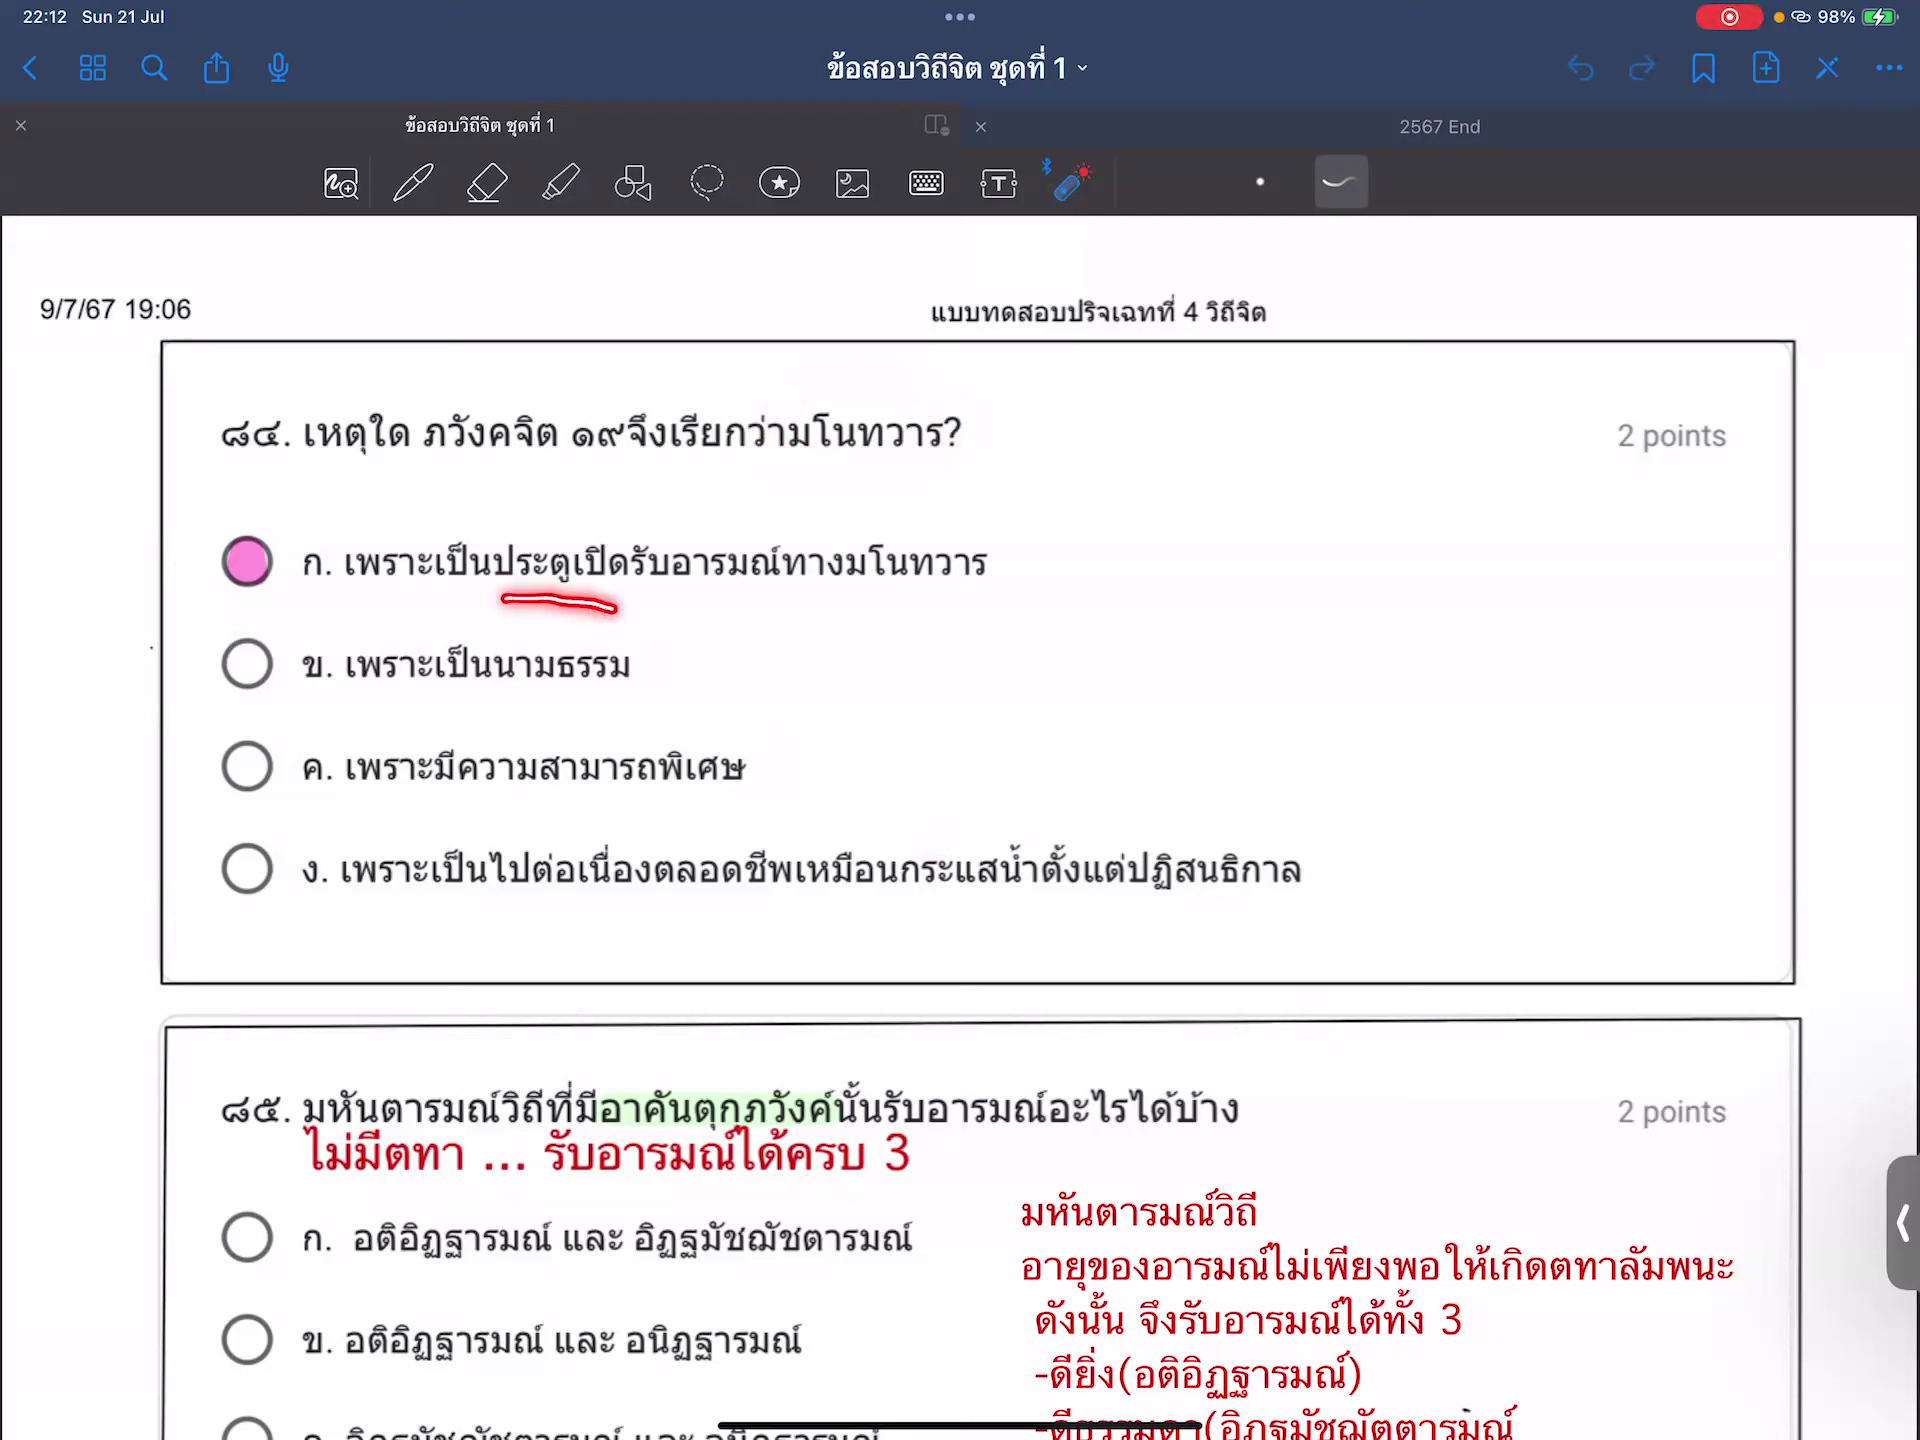 22:12 Sun 21 Jul
98%
ข้อสอบวิถีจิต ชุดที่ 1
ข้อสอบวิถีจิต ชุดที่ 1
2567 End
9/7/67 19:06
แบบทดสอบปริจเฉทที่ 4 วิถีจิต
๘๔. เหตุใด ภวังคจิต ๑๙จึงเรียกว่ามโนทวาร?
2 points
ก. เพราะเป็นประตูเปิดรับอารมณ์ทางมโนทวาร
ข. เพราะเป็นนามธรรม
ค. เพราะมีความสามารถพิเศษ
ง. เพราะเป็นไปต่อเนื่องตลอดชีพเหมือนกระแสน้ำตั้งแต่ปฏิสนธิกาล
๘๕. มหันตารมณ์วิถีที่มีอาคันตุกภวังค์นั้นรับอารมณ์อะไรได้บ้าง
2 points
ไม่มีตทา ... รับอารมณ์ได้ครบ 3
ก. อติอิฏฐารมณ์ และ อิฏฐมัชฌัชตารมณ์
ข. อติอิฏฐารมณ์ และ อนิฏฐารมณ์
มหันตารมณ์วิถี
อายุของอารมณ์ไม่เพียงพอให้เกิดตทาลัมพนะ
ดังนั้น จึงรับอารมณ์ได้ทั้ง 3
-ดียิ่ง(อติอิฏฐารมณ์)